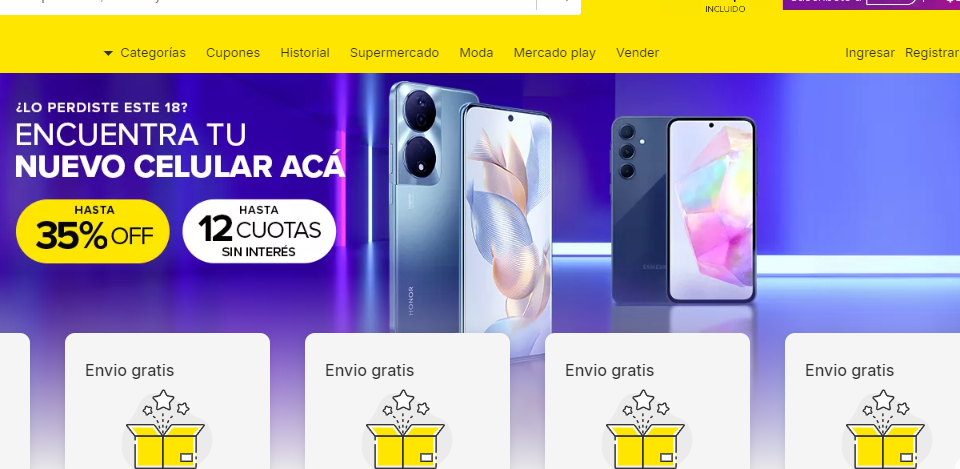 INCLUIDO
Categorías Cupones Historial Supermercado Moda Mercado play Vender Ingresar Registrar
¿LO PERDISTE ESTE 18?
ENCUENTRA TU
NUEVO CELULAR ACÁ
HASTA
35% OFF
HASTA
12 CUOTAS
SIN INTERÉS
HONOR
SAMSUNG
Envio gratis
Envio gratis
Envio gratis
Envio gratis